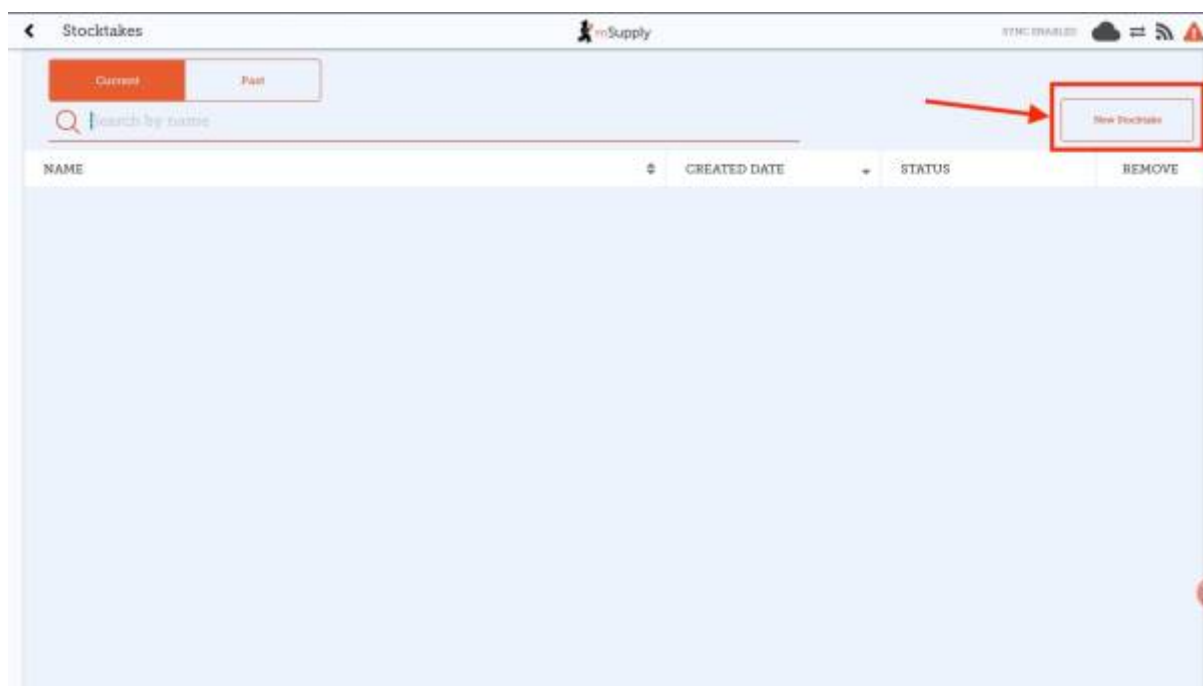 Stocktakes
mSupply
SYNC ENABLED
Current
Past
Search by name
New Stocktake
NAME
CREATED DATE
STATUS
REMOVE